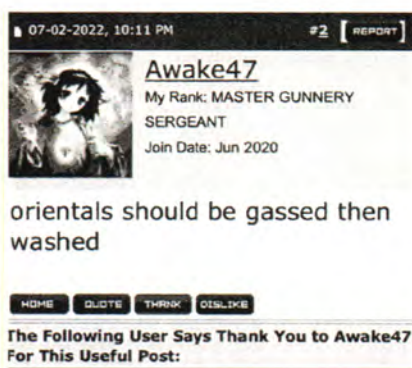 07-02-2022, 10:11 PM #2 [REPORT]
Awake47
My Rank: MASTER GUNNERY
SERGEANT
Join Date: Jun 2020
orientals should be gassed then
washed
HOME QUOTE THANK DISLIKE
The Following User Says Thank You to Awake47
For This Useful Post: